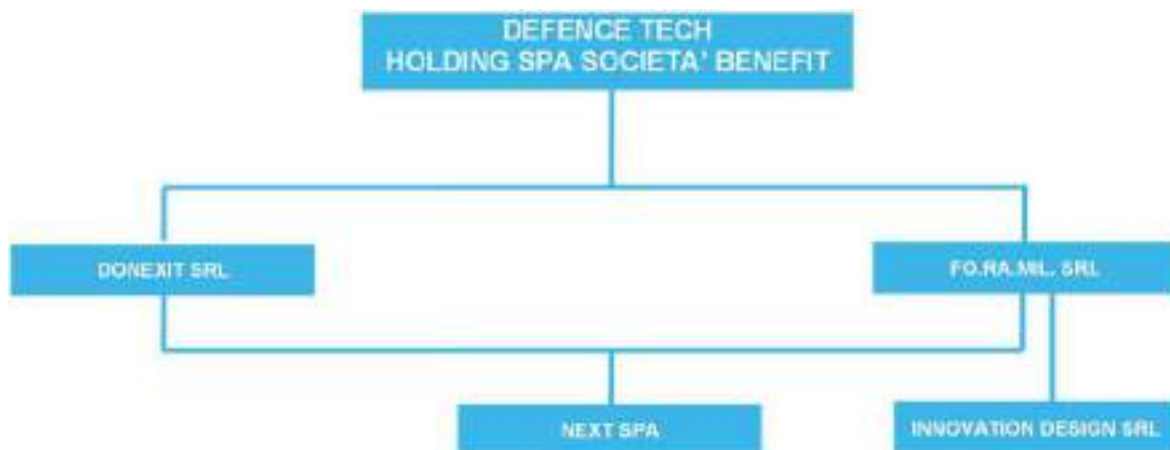 DEFENCE TECH
HOLDING SPA SOCIETA' BENEFIT
DONEXIT SRL
FO.RA.MIL. SRL
NEXT SPA
INNOVATION DESIGN SRL